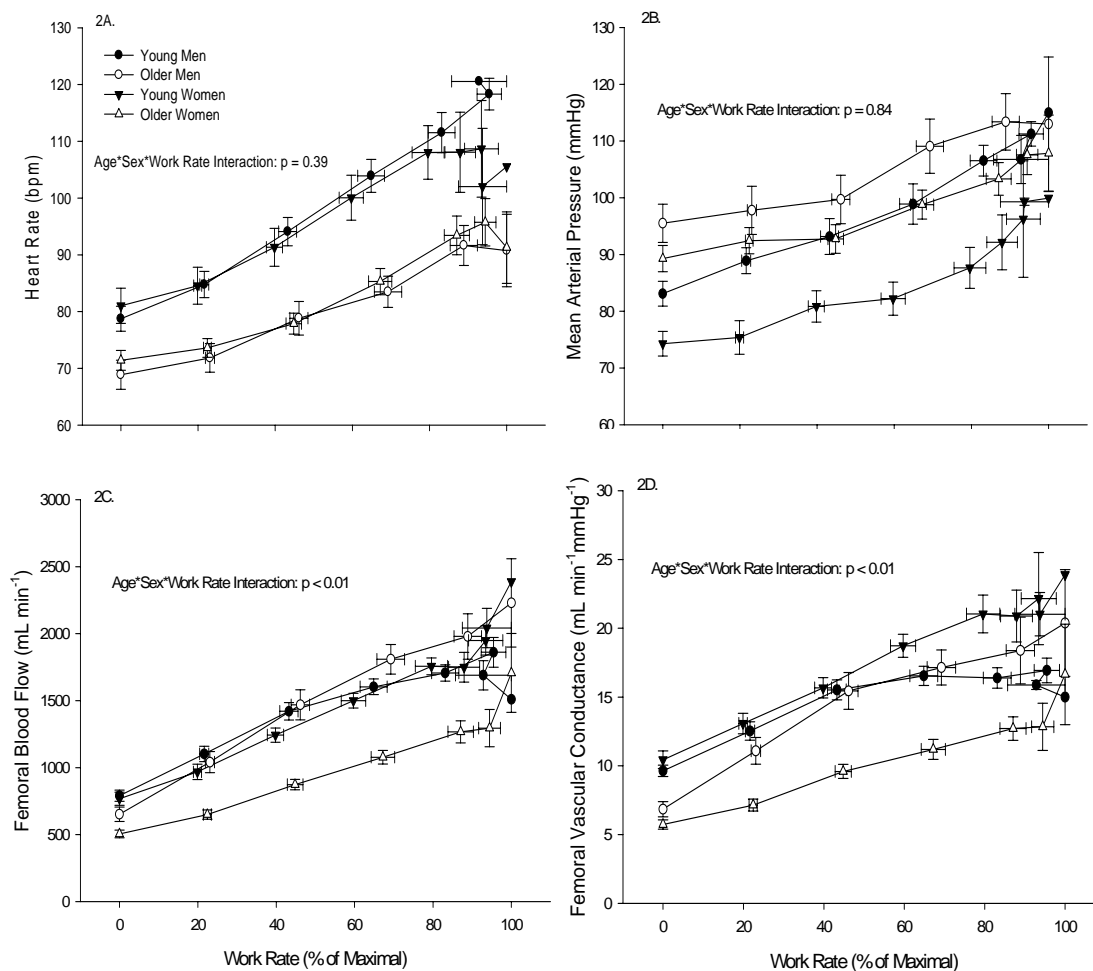 2A.
130
120
110
100
90
80
70
60
Heart Rate (bpm)
Young Men
Older Men
Young Women
Older Women
Age*Sex*Work Rate Interaction: p = 0.39
2B.
130
120
110
100
90
80
70
60
Mean Arterial Pressure (mmHg)
Age*Sex*Work Rate Interaction: p = 0.84
2C.
3000
2500
2000
1500
1000
500
0
Femoral Blood Flow (mL min⁻¹)
Age*Sex*Work Rate Interaction: p < 0.01
0 20 40 60 80 100
Work Rate (% of Maximal)
2D.
30
25
20
15
10
5
0
Femoral Vascular Conductance (mL min⁻¹mmHg⁻¹)
Age*Sex*Work Rate Interaction: p < 0.01
0 20 40 60 80 100
Work Rate (% of Maximal)